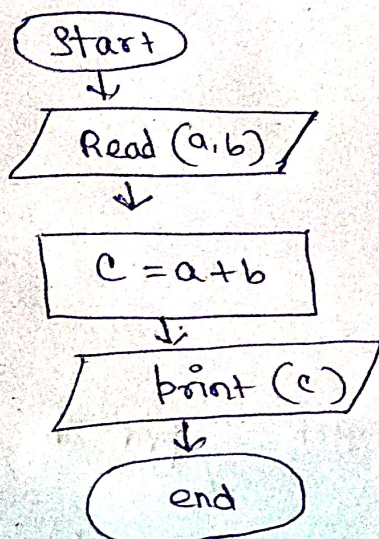 Start
Read (a,b)
C = a+b
print (c)
end